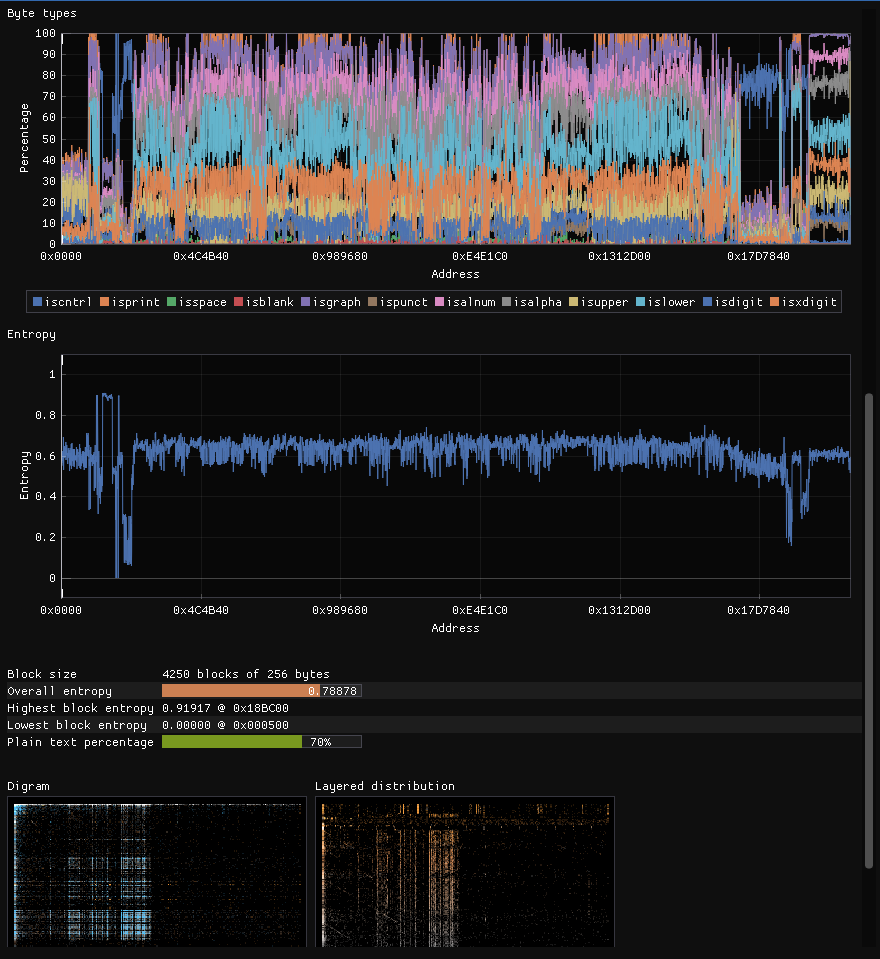 Byte types
100
90
80
70
60
50
40
30
20
10
0
Percentage
0x0000 0x4C4B40 0x989680 0xE4E1C0 0x1312D00 0x17D7840
Address
iscntrl isprint isspace isblank isgraph ispunct isalnum isalpha isupper islower isdigit isxdigit
Entropy
1
0.8
0.6
0.4
0.2
0
Entropy
0x0000 0x4C4B40 0x989680 0xE4E1C0 0x1312D00 0x17D7840
Address
Block size 4250 blocks of 256 bytes
Overall entropy 0.78878
Highest block entropy 0.91917 @ 0x18BC00
Lowest block entropy 0.00000 @ 0x000500
Plain text percentage 70%
Digram Layered distribution